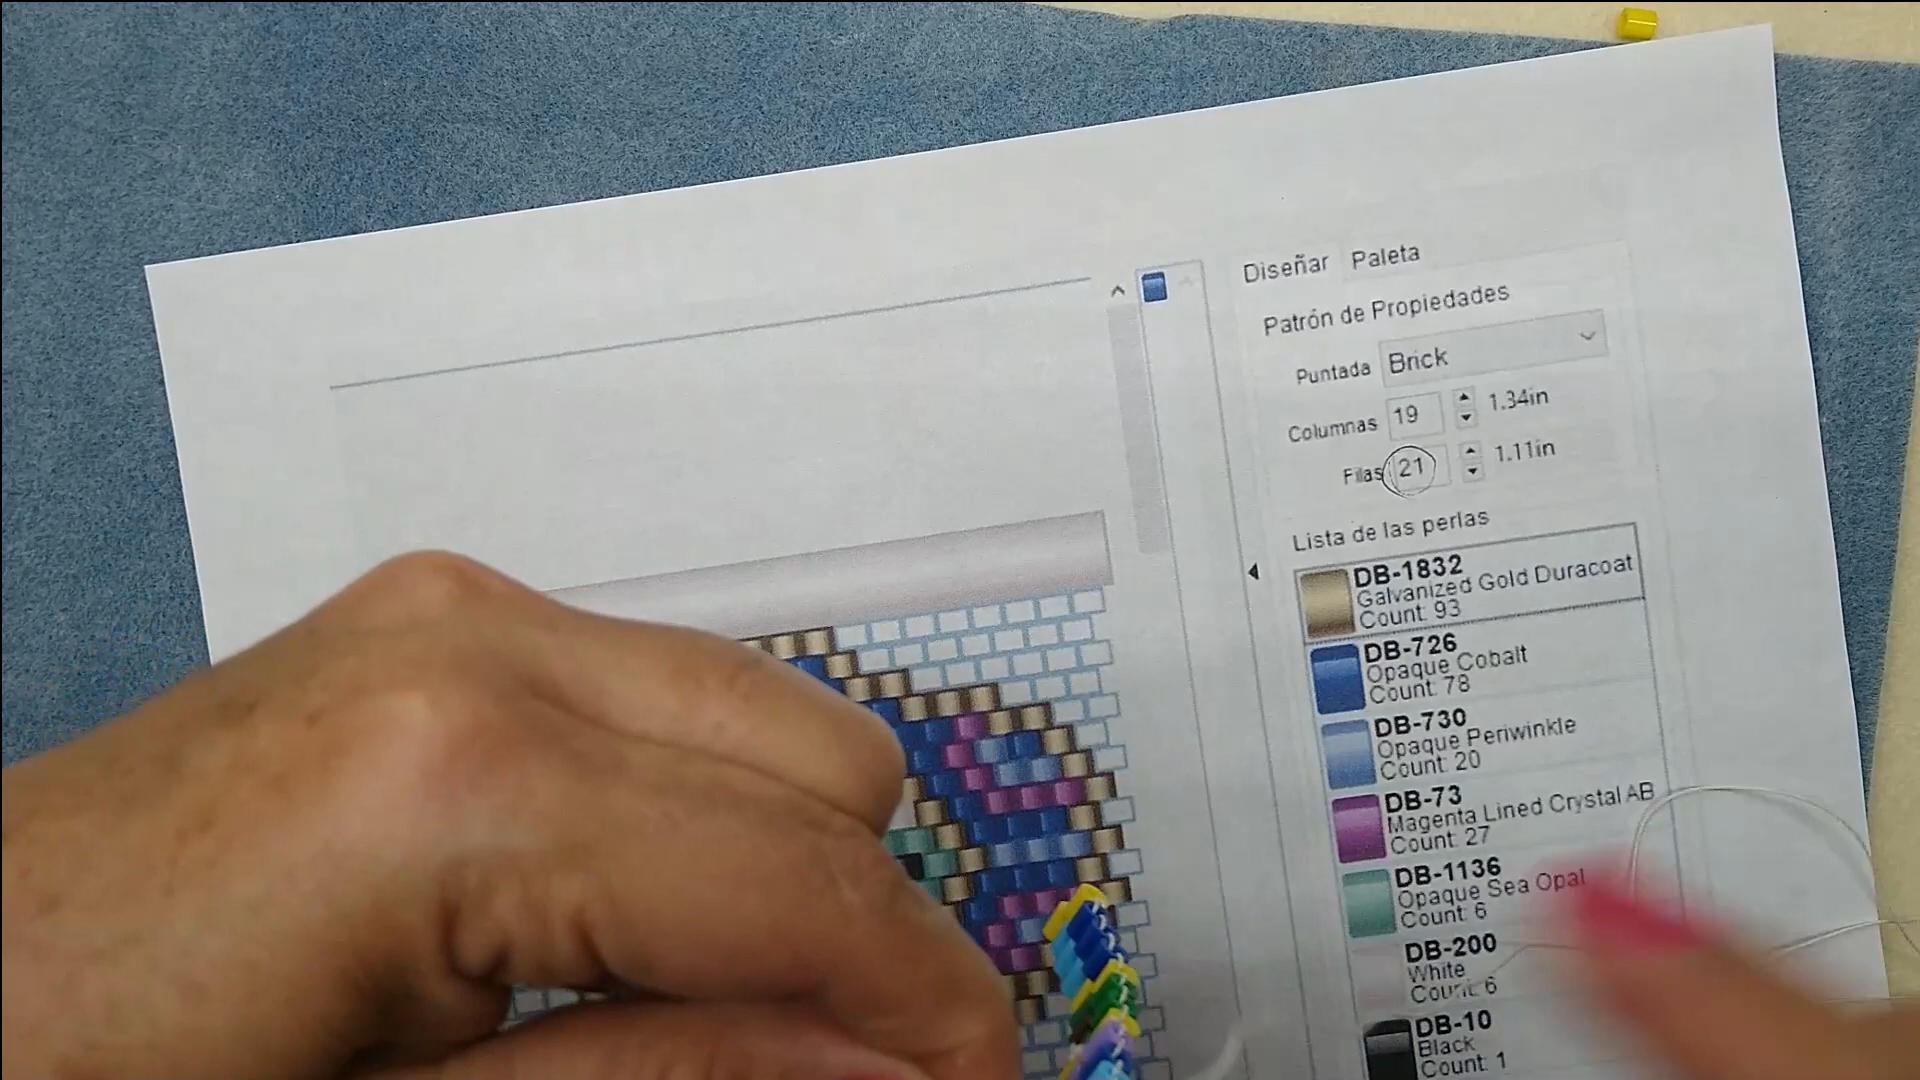 Diseñar Paleta
Patrón de Propiedades
Puntada Brick
Columnas 19 1.34in
Filas 21 1.11in
Lista de las perlas
DB-1832
Galvanized Gold Duracoat
Count: 93
DB-726
Opaque Cobalt
Count: 78
DB-730
Opaque Periwinkle
Count: 20
DB-73
Magenta Lined Crystal AB
Count: 27
DB-1136
Opaque Sea Opal
Count: 6
DB-200
White
Count: 6
DB-10
Black
Count: 1